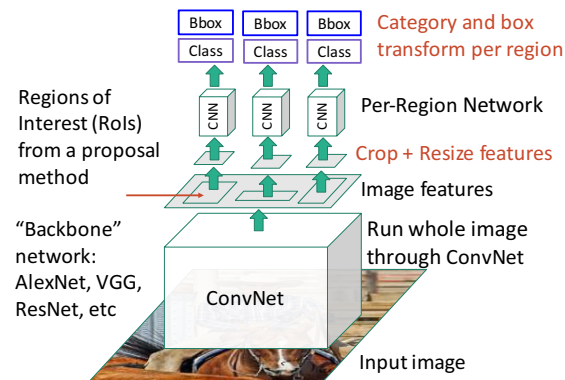 Bbox Bbox Bbox
Class Class Class
Category and box
transform per region
Regions of
Interest (RoIs)
from a proposal
method
CNN CNN CNN
Per-Region Network
Crop + Resize features
Image features
"Backbone"
network:
AlexNet, VGG,
ResNet, etc
Run whole image
through ConvNet
ConvNet
Input image